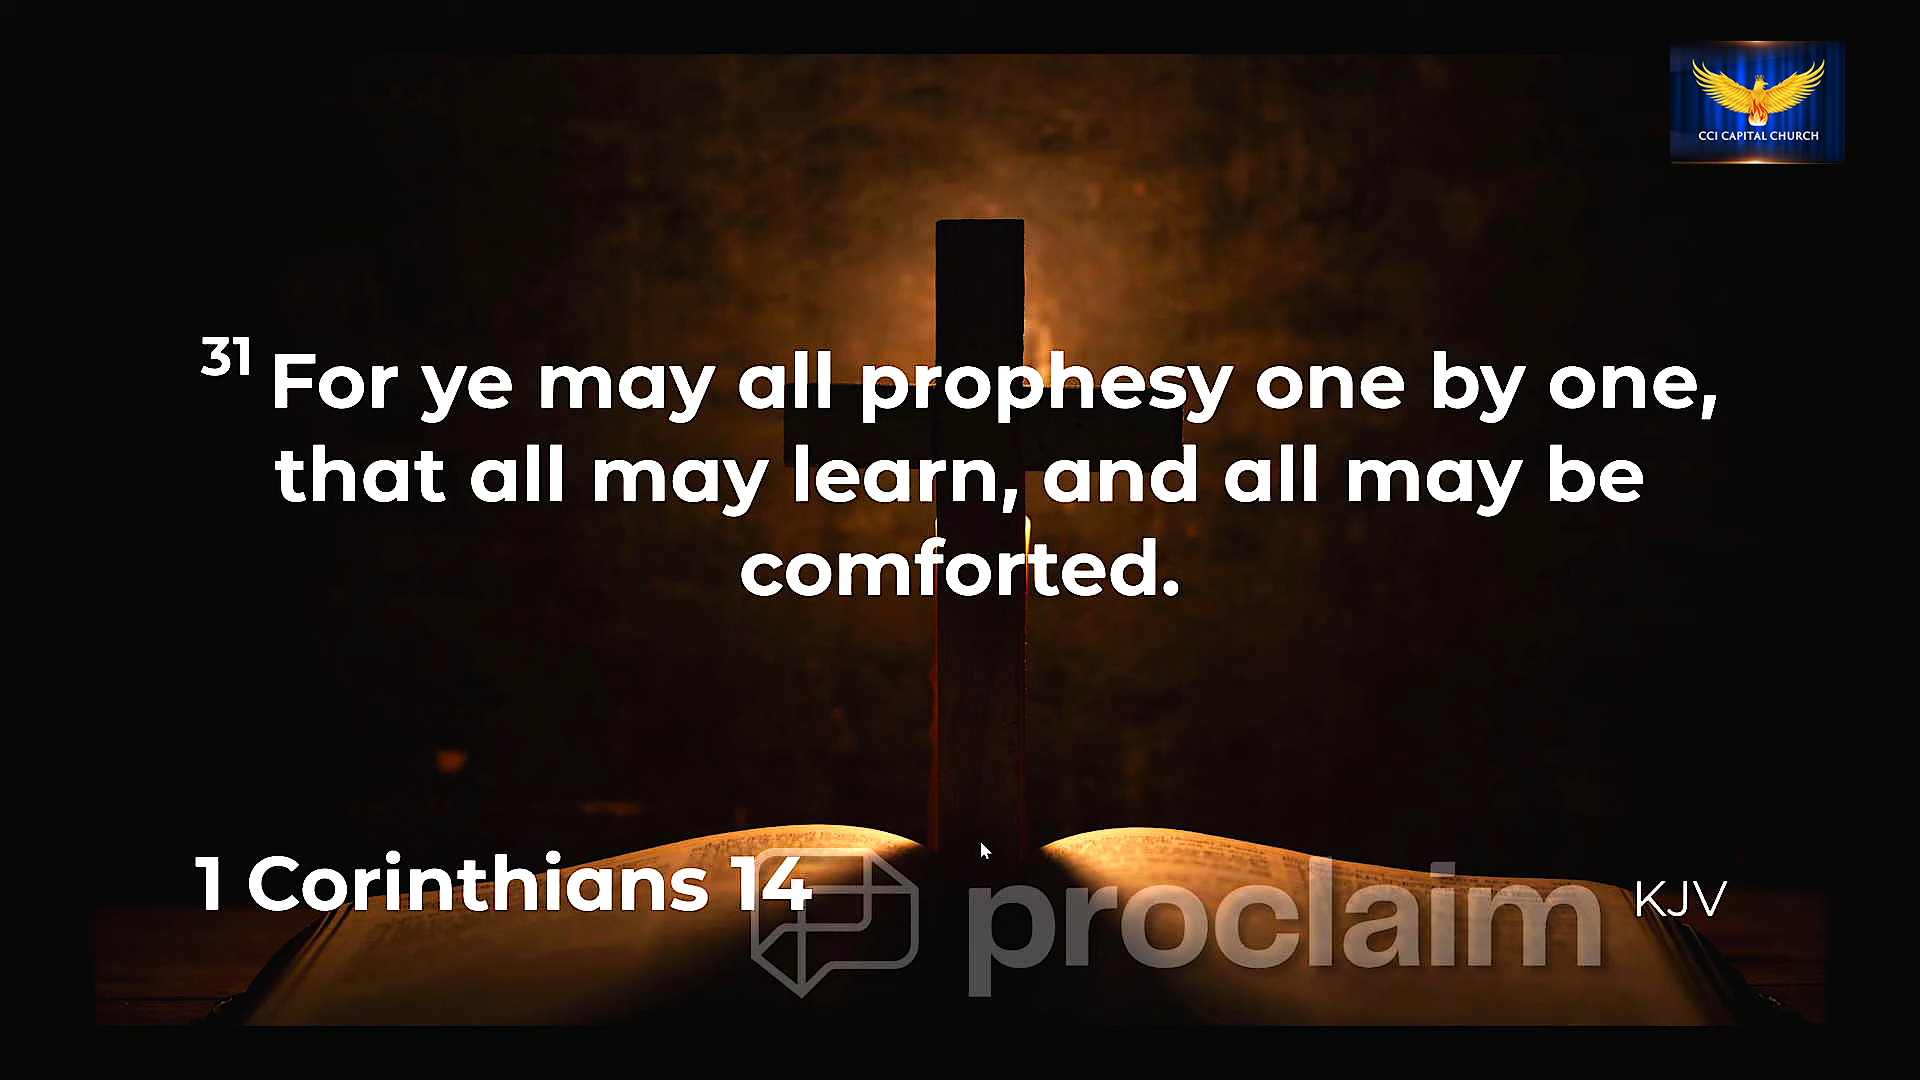 CCI CAPITAL CHURCH
31 For ye may all prophesy one by one,
that all may learn, and all may be
comforted.
1 Corinthians 14
proclaim
KJV